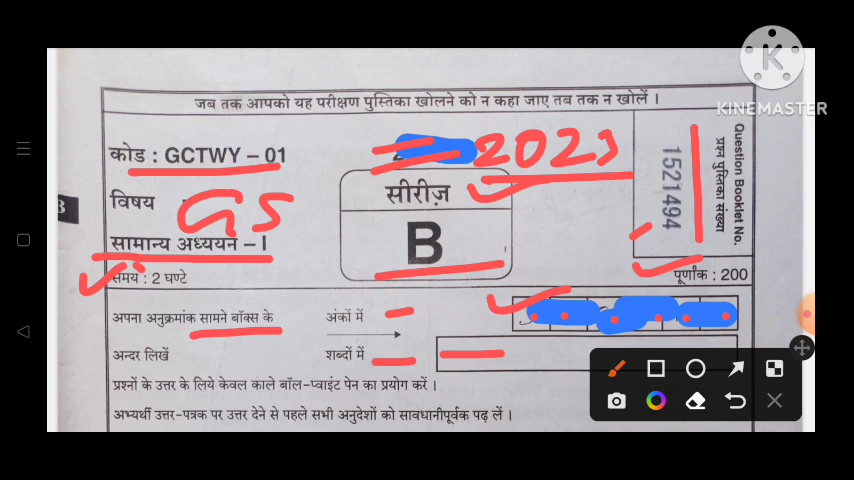 KINEMASTER
जब तक आपको यह परीक्षण पुस्तिका खोलने को न कहा जाए तब तक न खोलें ।
कोड : GCTWY – 01
2023
विषय :
GS
सामान्य अध्ययन – I
समय : 2 घण्टे
सीरीज़
B
Question Booklet No.
प्रश्न पुस्तिका संख्या
1521494
पूर्णांक : 200
अपना अनुक्रमांक सामने बॉक्स के
अन्दर लिखें
अंकों में
शब्दों में
प्रश्नों के उत्तर के लिये केवल काले बॉल-प्वाइंट पेन का प्रयोग करें ।
अभ्यर्थी उत्तर-पत्रक पर उत्तर देने से पहले सभी अनुदेशों को सावधानीपूर्वक पढ़ लें ।